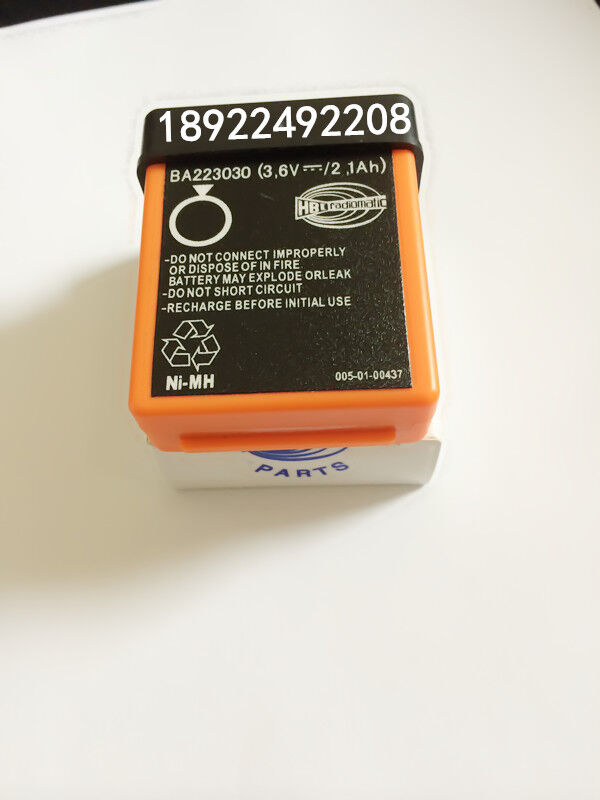 18922492208
BA223030 (3,6V⎓/2,1Ah)
HBC radiomatic
-DO NOT CONNECT IMPROPERLY
OR DISPOSE OF IN FIRE
BATTERY MAY EXPLODE ORLEAK
-DO NOT SHORT CIRCUIT
-RECHARGE BEFORE INITIAL USE
Ni-MH
005-01-00437
PARTS